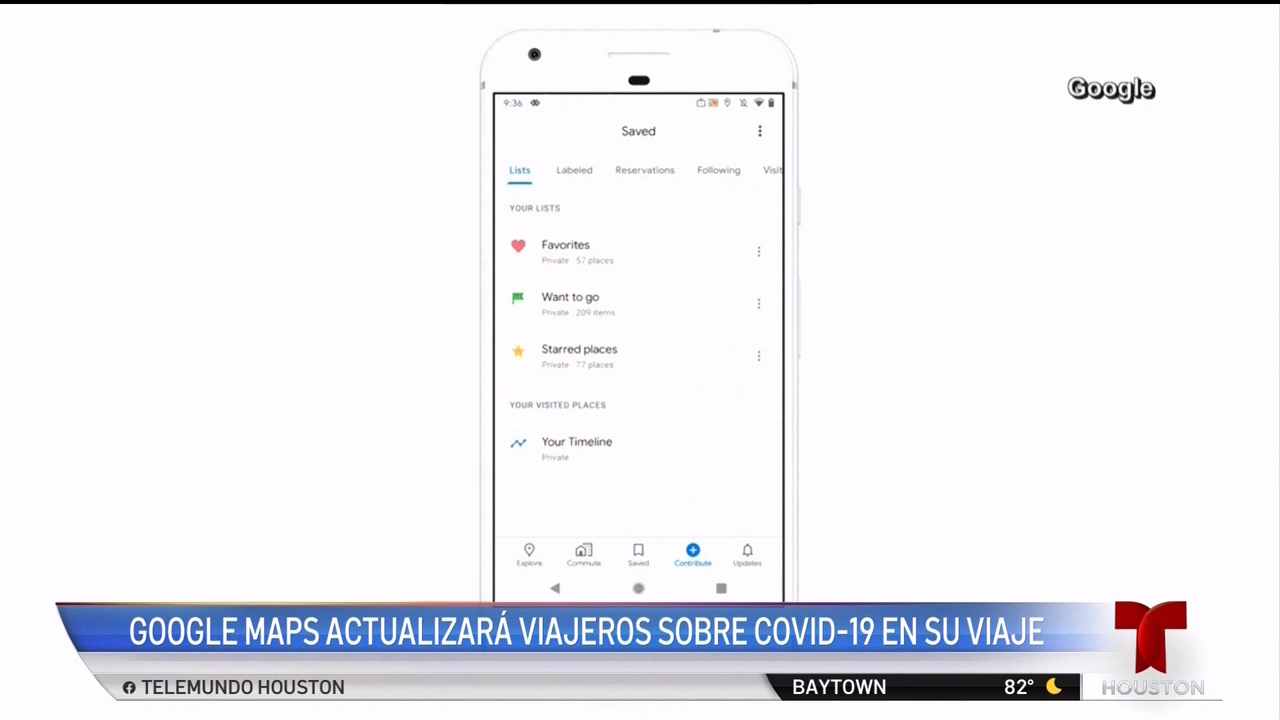 Google
9:36
Saved
Lists Labeled Reservations Following Visit
YOUR LISTS
Favorites
Private 57 places
Want to go
Private 209 items
Starred places
Private 77 places
YOUR VISITED PLACES
Your Timeline
Private
Explore Commute Saved Contribute Updates
GOOGLE MAPS ACTUALIZARÁ VIAJEROS SOBRE COVID-19 EN SU VIAJE
TELEMUNDO HOUSTON
BAYTOWN 82°
HOUSTON